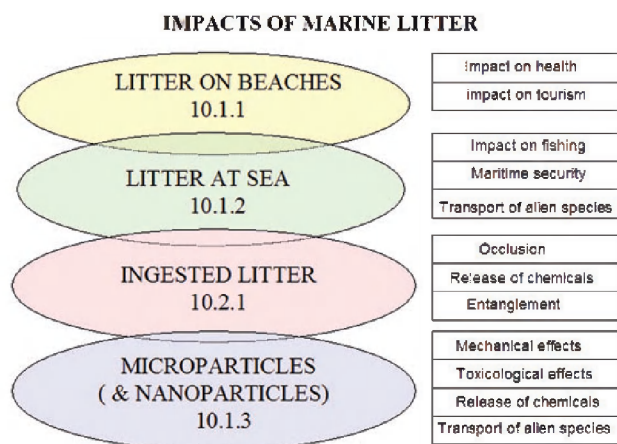 IMPACTS OF MARINE LITTER
LITTER ON BEACHES
10.1.1
Impact on health
impact on tourism
LITTER AT SEA
10.1.2
Impact on fishing
Maritime security
Transport of alien species
INGESTED LITTER
10.2.1
Occlusion
Release of chemicals
Entanglement
MICROPARTICLES
( & NANOPARTICLES)
10.1.3
Mechanical effects
Toxicological effects
Release of chemicals
Transport of alien species